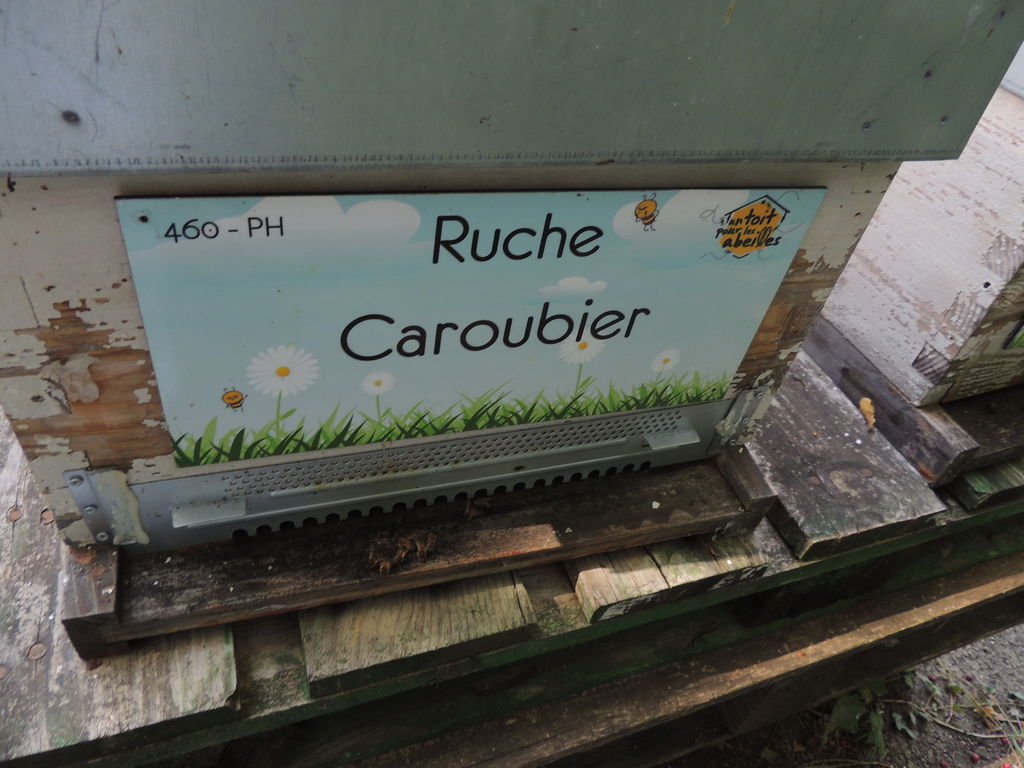 460 - PH
Ruche
Caroubier
un toit
pour les
abeilles